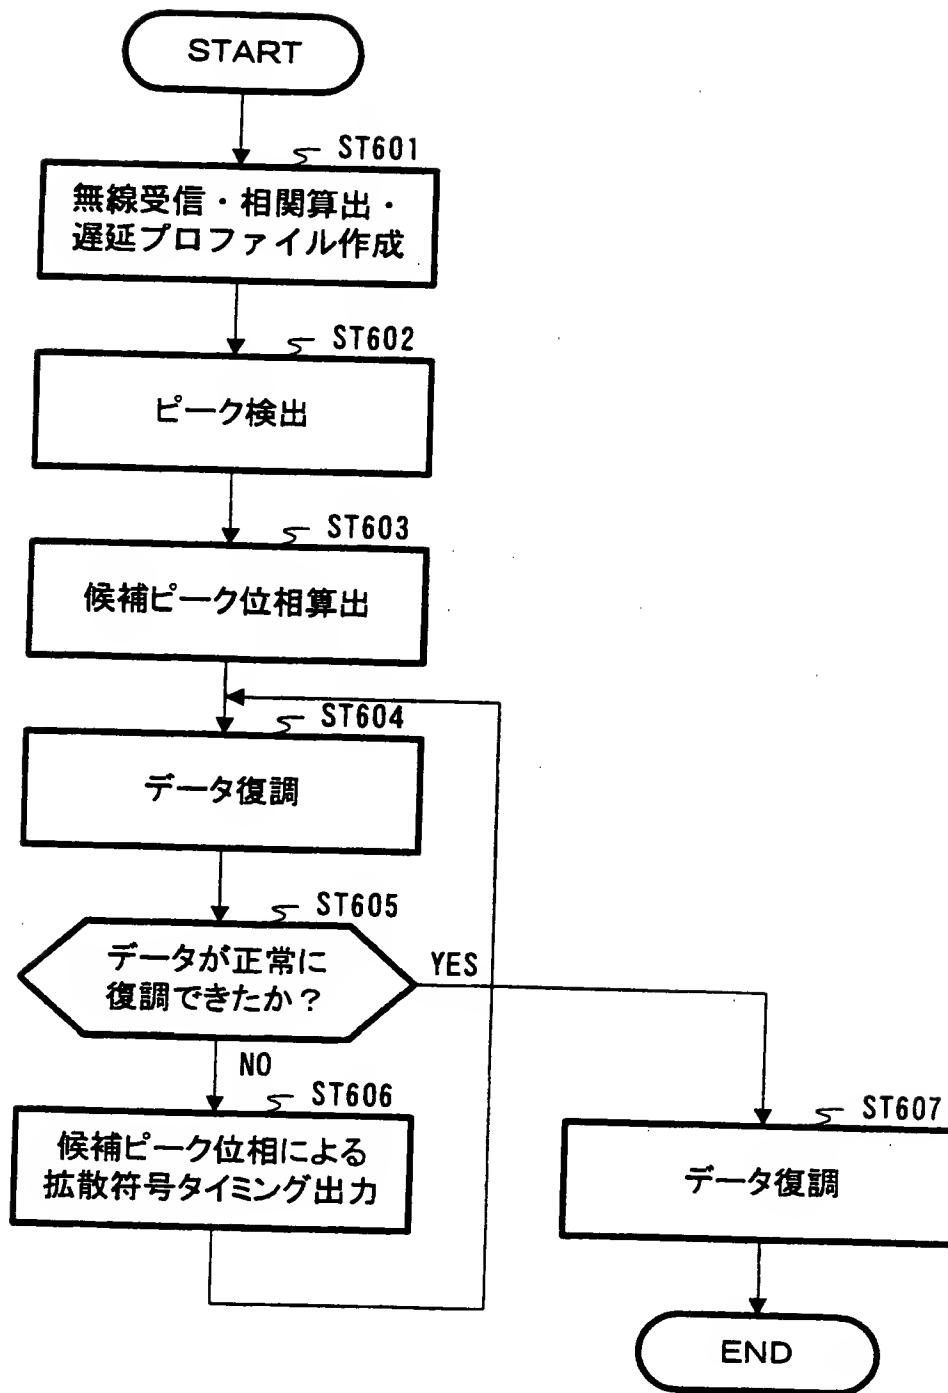 START
ST601
無線受信・相関算出・
遅延プロファイル作成
ST602
ピーク検出
ST603
候補ピーク位相算出
ST604
データ復調
ST605
データが正常に
復調できたか？
YES
NO
ST606
候補ピーク位相による
拡散符号タイミング出力
ST607
データ復調
END